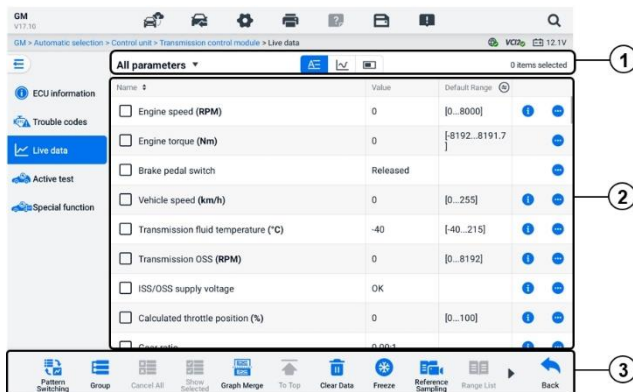 GM
V17.10
GM > Automatic selection > Control unit > Transmission control module > Live data
VCI 12.1V
All parameters ▼
0 items selected
1
ECU information
Trouble codes
Live data
Active test
Special function
Name Value Default Range
Engine speed (RPM) 0 [0...8000]
Engine torque (Nm) 0 [-8192...8191.7
]
Brake pedal switch Released
Vehicle speed (km/h) 0 [0...255]
2
Transmission fluid temperature (°C) -40 [-40...215]
Transmission OSS (RPM) 0 [0...8192]
ISS/OSS supply voltage OK
Calculated throttle position (%) 0 [0...100]
Gear ratio 0.00:1
Pattern
Switching
Group
Cancel All
Show
Selected
Graph Merge
To Top
Clear Data
Freeze
Reference
Sampling
Range List
Back
3